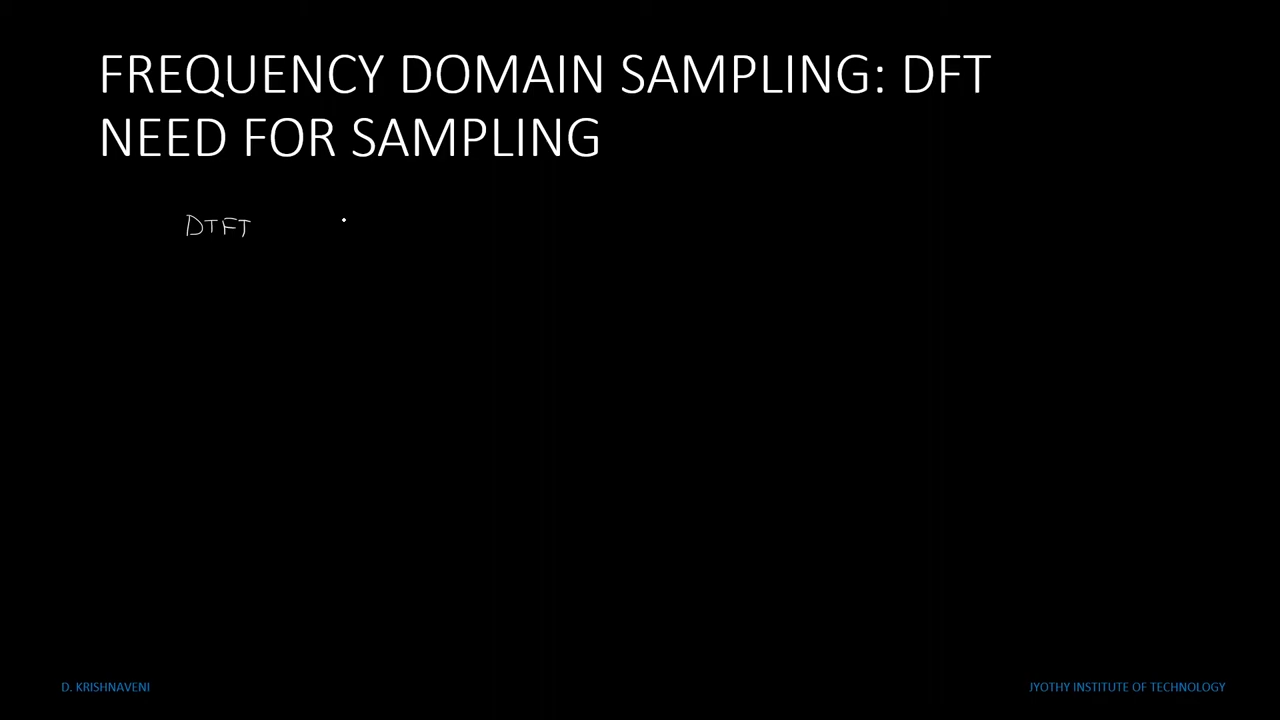 FREQUENCY DOMAIN SAMPLING: DFT
NEED FOR SAMPLING
DTFT
D. KRISHNAVENI
JYOTHY INSTITUTE OF TECHNOLOGY